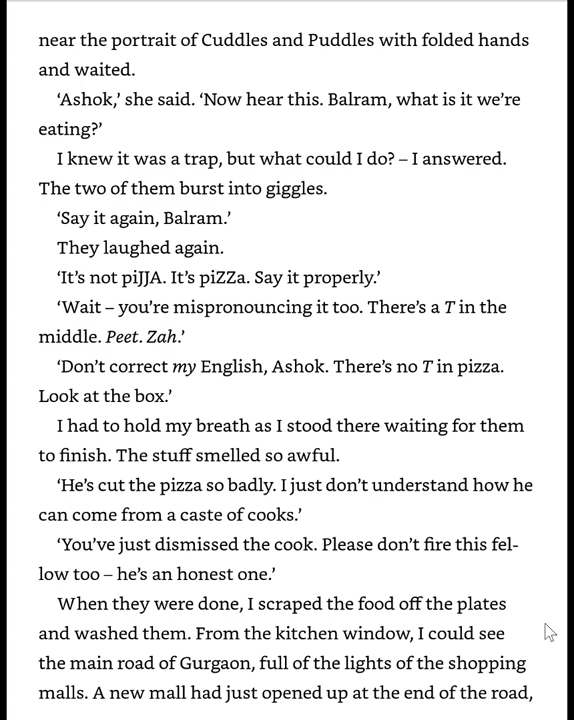 near the portrait of Cuddles and Puddles with folded hands
and waited.
‘Ashok,’ she said. ‘Now hear this. Balram, what is it we’re
eating?’
I knew it was a trap, but what could I do? – I answered.
The two of them burst into giggles.
‘Say it again, Balram.’
They laughed again.
‘It’s not piJJA. It’s piZZa. Say it properly.’
‘Wait – you’re mispronouncing it too. There’s a T in the
middle. Peet. Zah.’
‘Don’t correct my English, Ashok. There’s no T in pizza.
Look at the box.’
I had to hold my breath as I stood there waiting for them
to finish. The stuff smelled so awful.
‘He’s cut the pizza so badly. I just don’t understand how he
can come from a caste of cooks.’
‘You’ve just dismissed the cook. Please don’t fire this fel-
low too – he’s an honest one.’
When they were done, I scraped the food off the plates
and washed them. From the kitchen window, I could see
the main road of Gurgaon, full of the lights of the shopping
malls. A new mall had just opened up at the end of the road,